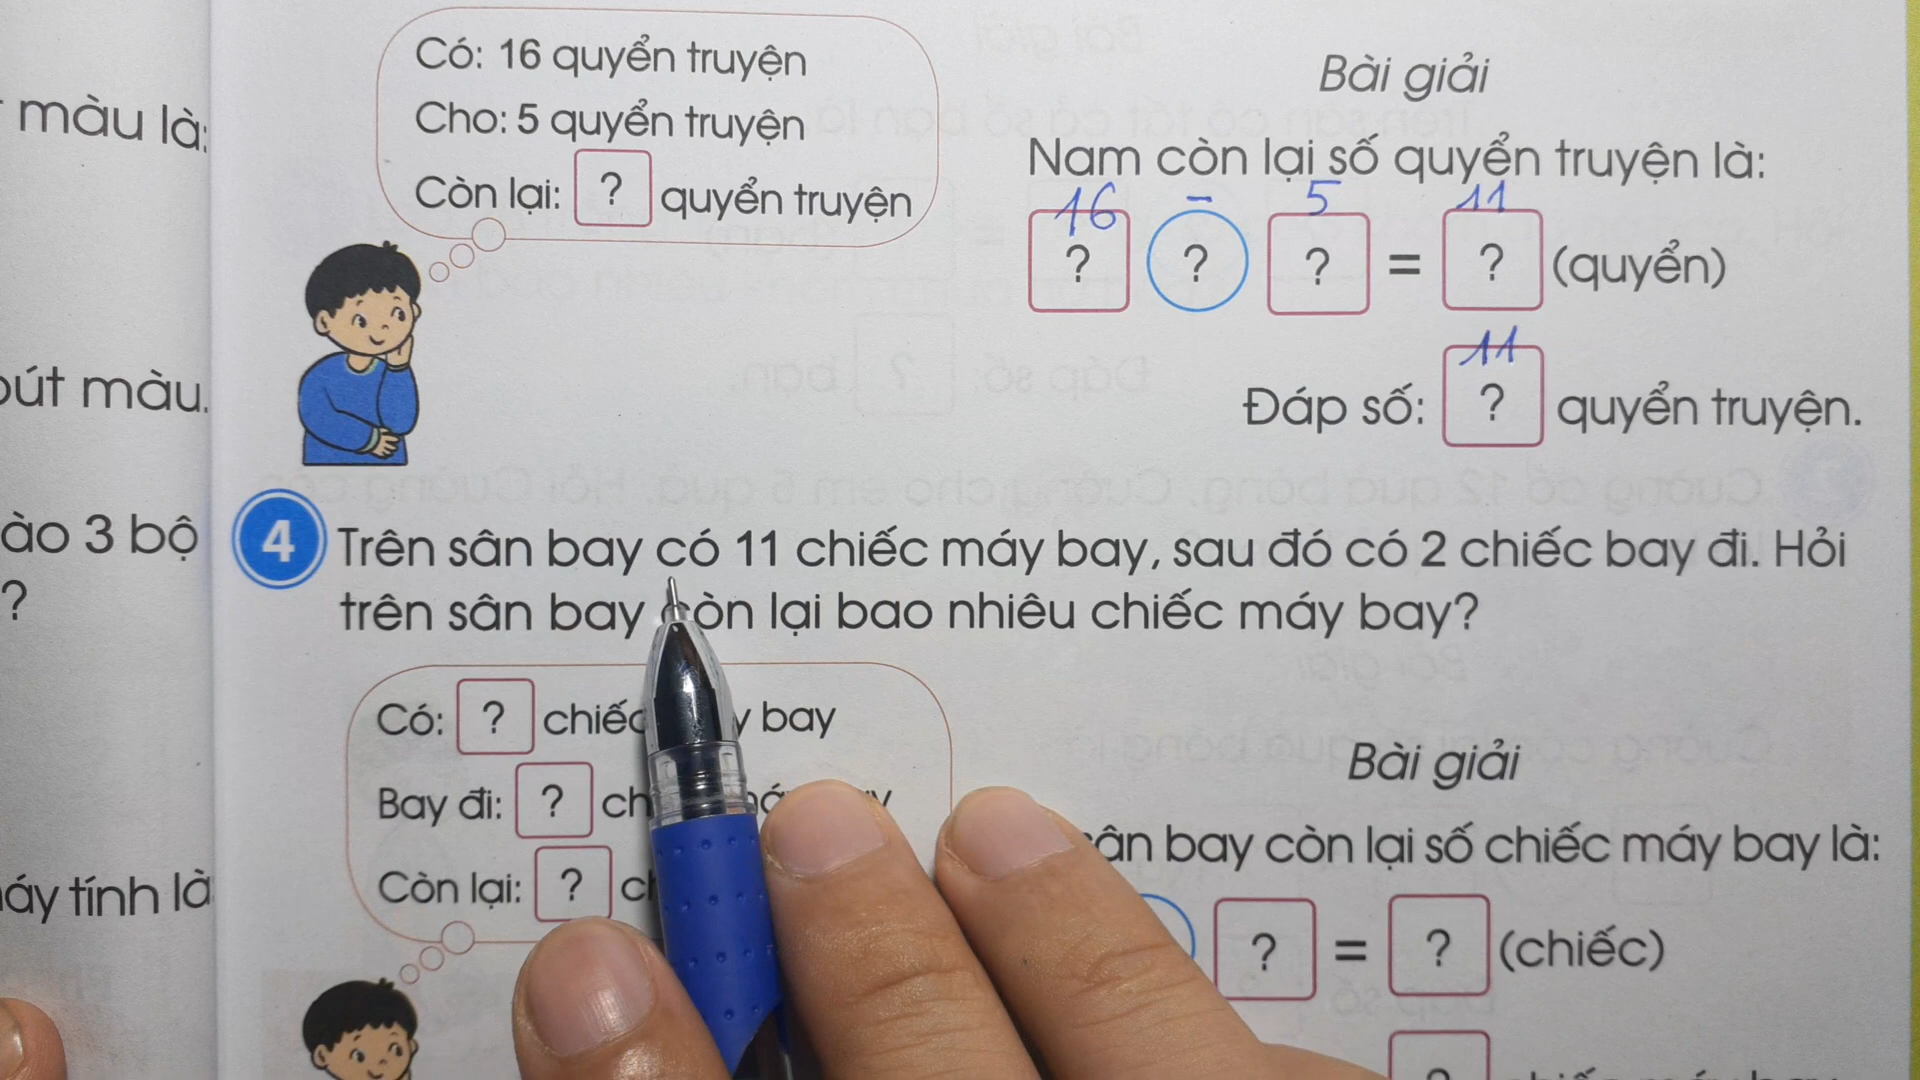 màu là:
bút màu.
ào 3 bộ
?
áy tính là
Có: 16 quyển truyện
Cho: 5 quyển truyện
Còn lại: ? quyển truyện
Bài giải
Nam còn lại số quyển truyện là:
16 - 5 11
? ? ? = ? (quyển)
11
Đáp số: ? quyển truyện.
4 Trên sân bay có 11 chiếc máy bay, sau đó có 2 chiếc bay đi. Hỏi
trên sân bay còn lại bao nhiêu chiếc máy bay?
Có: ? chiếc bay
Bay đi: ?
Còn lại: ?
Bài giải
sân bay còn lại số chiếc máy bay là:
? = ? (chiếc)
?